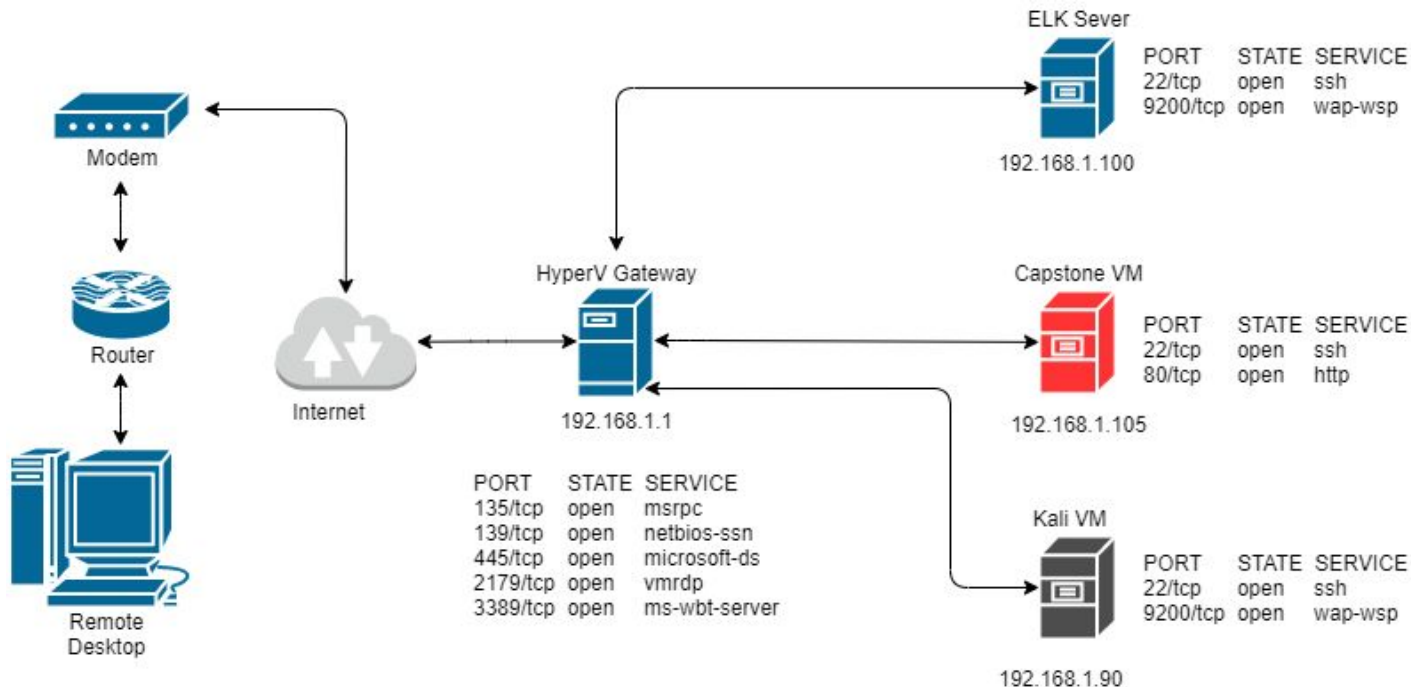 ELK Sever
PORT STATE SERVICE
22/tcp open ssh
9200/tcp open wap-wsp
192.168.1.100
Modem
Router
Remote
Desktop
Internet
HyperV Gateway
192.168.1.1
PORT STATE SERVICE
135/tcp open msrpc
139/tcp open netbios-ssn
445/tcp open microsoft-ds
2179/tcp open vmrdp
3389/tcp open ms-wbt-server
Capstone VM
PORT STATE SERVICE
22/tcp open ssh
80/tcp open http
192.168.1.105
Kali VM
PORT STATE SERVICE
22/tcp open ssh
9200/tcp open wap-wsp
192.168.1.90